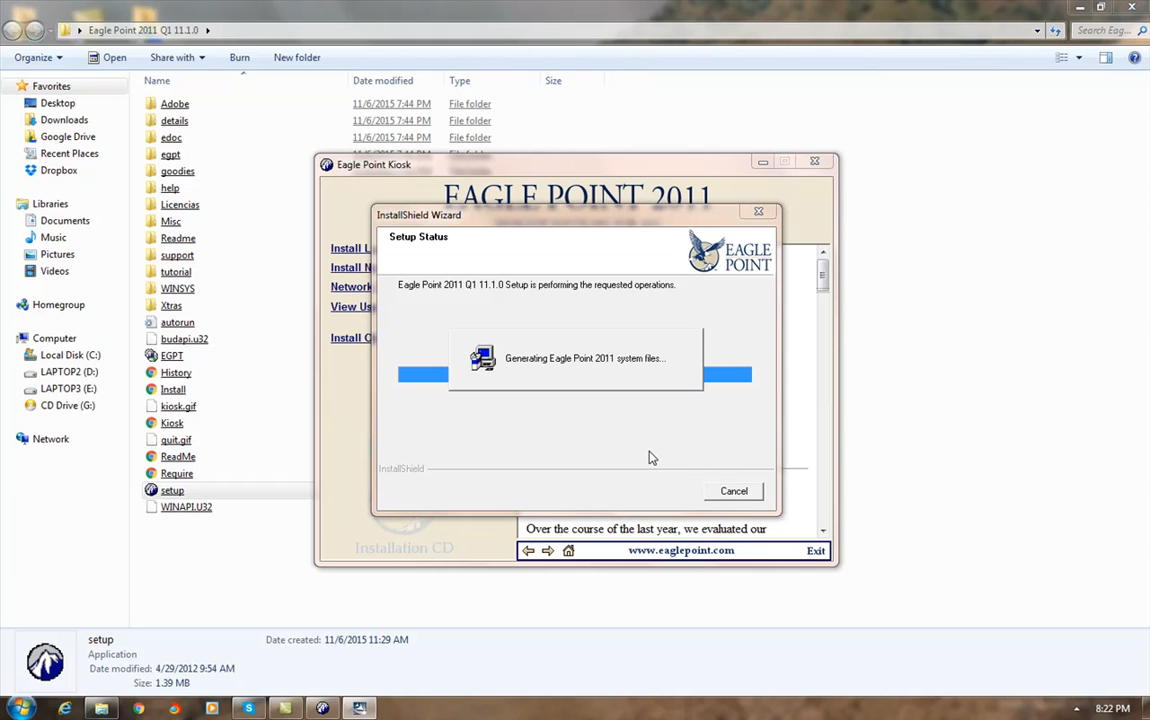 Eagle Point 2011 Q1 11.1.0
Search Eag...
Organize
Open
Share with
Burn
New folder
Favorites
Desktop
Downloads
Google Drive
Recent Places
Dropbox
Libraries
Documents
Music
Pictures
Videos
Homegroup
Computer
Local Disk (C:)
LAPTOP2 (D:)
LAPTOP3 (E:)
CD Drive (G:)
Network
Name
Date modified
Type
Size
Adobe
11/6/2015 7:44 PM
File folder
details
11/6/2015 7:44 PM
File folder
edoc
11/6/2015 7:44 PM
File folder
egpt
goodies
help
Licencias
Misc
Readme
support
tutorial
WINSYS
Xtras
autorun
budapi.u32
EGPT
History
Install
kiosk.gif
Kiosk
quit.gif
ReadMe
Require
setup
WINAPI.U32
Eagle Point Kiosk
EAGLE POINT 2011
Install L
Install N
Network
View Us
Install O
Installation CD
Over the course of the last year, we evaluated our
www.eaglepoint.com
Exit
InstallShield Wizard
Setup Status
EAGLE
POINT
Eagle Point 2011 Q1 11.1.0 Setup is performing the requested operations.
Generating Eagle Point 2011 system files...
InstallShield
Cancel
setup
Application
Date modified: 4/29/2012 9:54 AM
Size: 1.39 MB
Date created: 11/6/2015 11:29 AM
8:22 PM